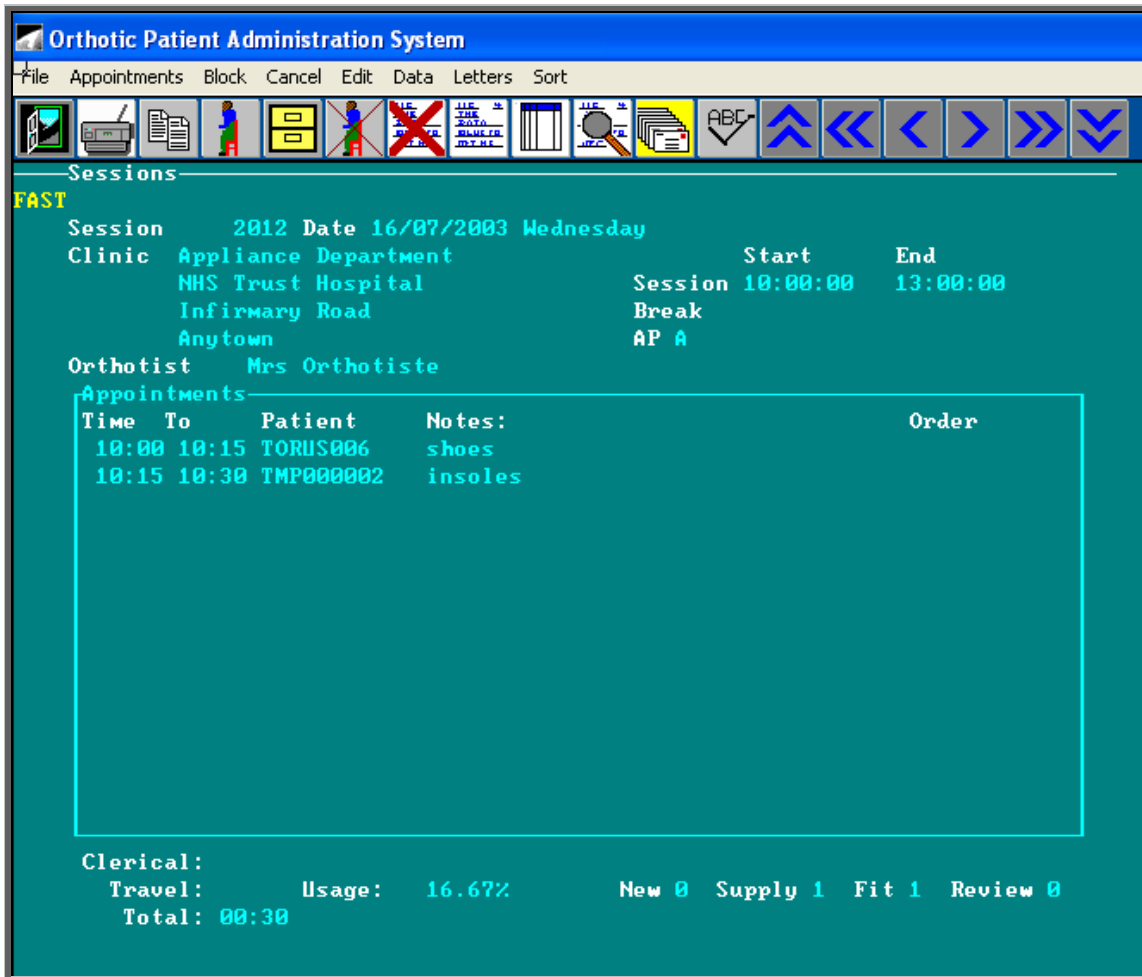 Orthotic Patient Administration System
File Appointments Block Cancel Edit Data Letters Sort
ABC
Sessions
FAST
Session 2012 Date 16/07/2003 Wednesday
Clinic Appliance Department Start End
NHS Trust Hospital Session 10:00:00 13:00:00
Infirmary Road Break
Anytown AP A
Orthotist Mrs Orthotiste
Appointments
Time To Patient Notes: Order
10:00 10:15 TORUS006 shoes
10:15 10:30 TMP000002 insoles
Clerical:
Travel: Usage: 16.67% New 0 Supply 1 Fit 1 Review 0
Total: 00:30